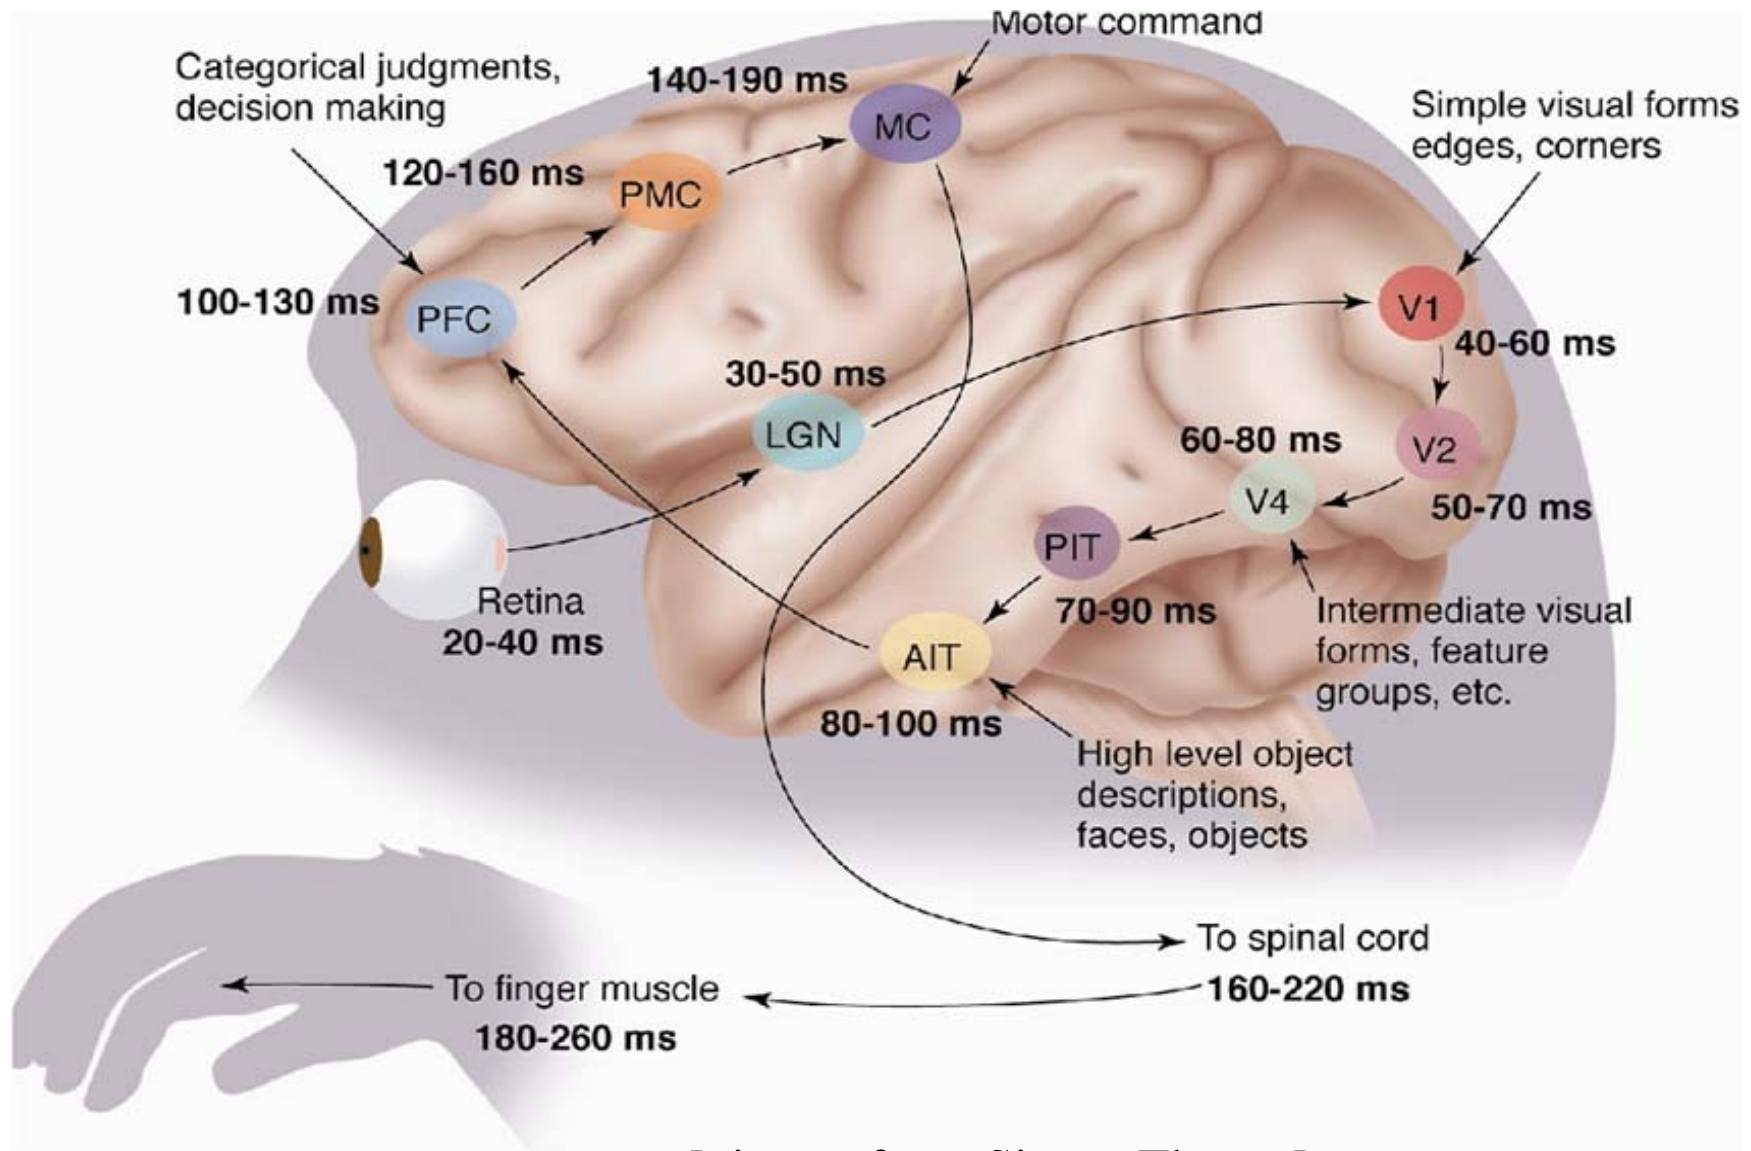 Motor command
Categorical judgments,
decision making
140-190 ms
MC
Simple visual forms
edges, corners
120-160 ms
PMC
100-130 ms
PFC
V1
40-60 ms
30-50 ms
LGN
60-80 ms
V2
V4
50-70 ms
PIT
70-90 ms
Retina
20-40 ms
Intermediate visual
forms, feature
groups, etc.
AIT
80-100 ms
High level object
descriptions,
faces, objects
To spinal cord
160-220 ms
To finger muscle
180-260 ms